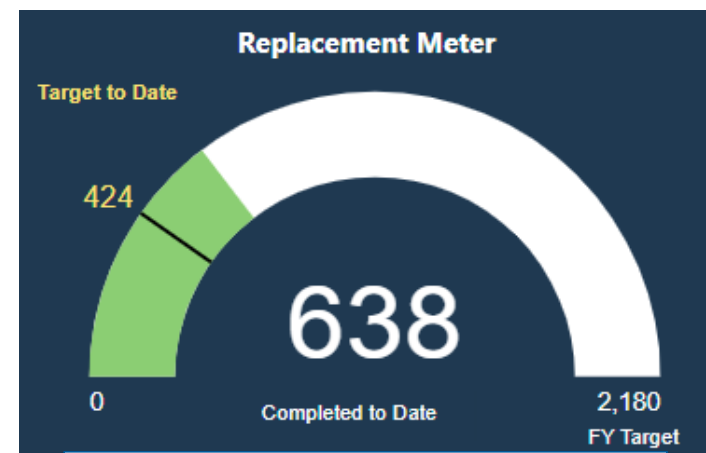 Replacement Meter
Target to Date
424
638
0
2,180
Completed to Date
FY Target